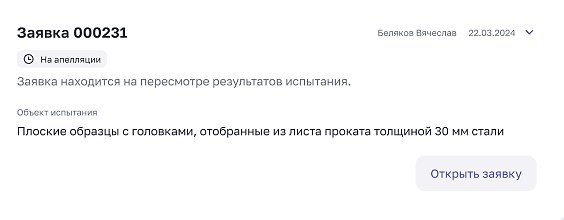 Заявка 000231
Беляков Вячеслав 22.03.2024
На апелляции
Заявка находится на пересмотре результатов испытания.
Объект испытания
Плоские образцы с головками, отобранные из листа проката толщиной 30 мм стали
Открыть заявку